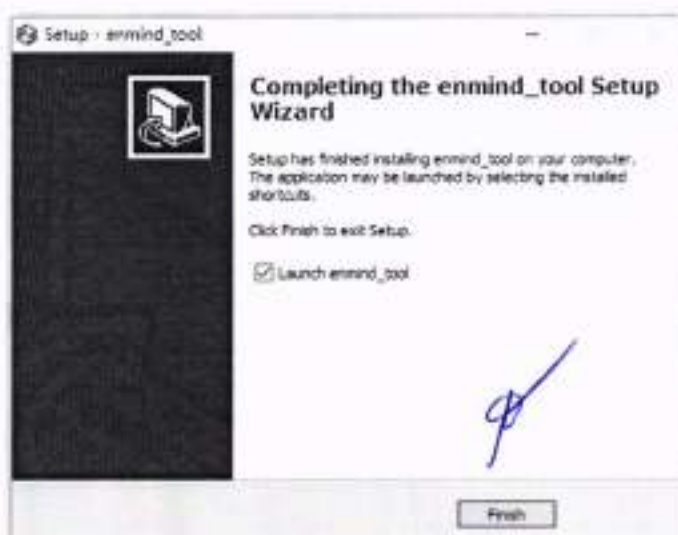 Setup - enmind_tool
Completing the enmind_tool Setup
Wizard
Setup has finished installing enmind_tool on your computer.
The application may be launched by selecting the installed
shortcuts.
Click Finish to exit Setup.
Launch enmind_tool
Finish